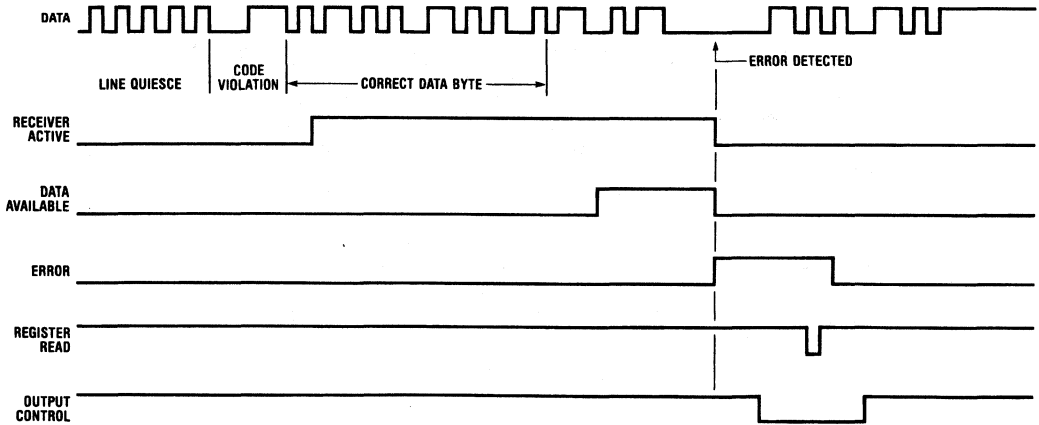 DATA
ERROR DETECTED
LINE QUIESCE
CODE
VIOLATION
CORRECT DATA BYTE
RECEIVER
ACTIVE
DATA
AVAILABLE
ERROR
REGISTER
READ
OUTPUT
CONTROL